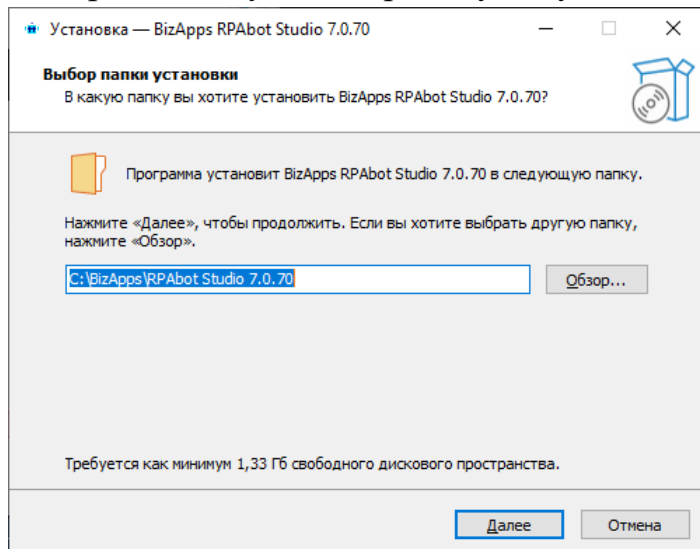 Установка — BizApps RPAbot Studio 7.0.70
Выбор папки установки
В какую папку вы хотите установить BizApps RPAbot Studio 7.0.70?
Программа установит BizApps RPAbot Studio 7.0.70 в следующую папку.
Нажмите «Далее», чтобы продолжить. Если вы хотите выбрать другую папку,
нажмите «Обзор».
C:\BizApps\RPAbot Studio 7.0.70
Обзор...
Требуется как минимум 1,33 Гб свободного дискового пространства.
Далее
Отмена